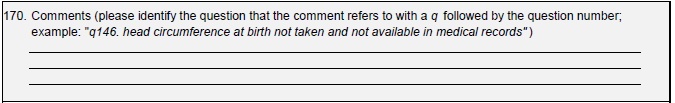 170. Comments (please identify the question that the comment refers to with a q followed by the question number;
example: "q146. head circumference at birth not taken and not available in medical records")